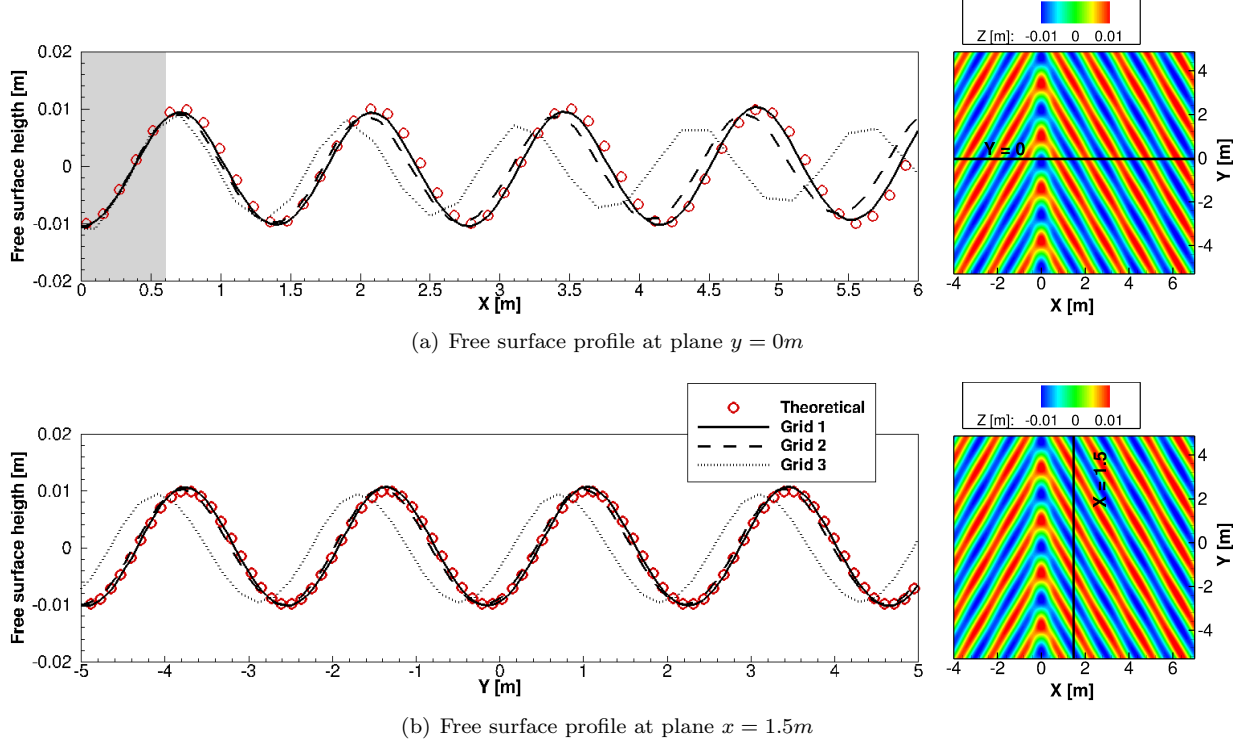 Z [m]: -0.01 0 0.01
Free surface heigth [m]
0.02
0.01
0
-0.01
-0.02
0 0.5 1 1.5 2 2.5 3 3.5 4 4.5 5 5.5 6
X [m]
Y = 0
4
2
0
-2
-4
Y [m]
-4 -2 0 2 4 6
X [m]
(a) Free surface profile at plane y = 0m
Theoretical
Grid 1
Grid 2
Grid 3
Z [m]: -0.01 0 0.01
Free surface heigth [m]
0.02
0.01
0
-0.01
-0.02
-5 -4 -3 -2 -1 0 1 2 3 4 5
Y [m]
X = 1.5
4
2
0
-2
-4
Y [m]
-4 -2 0 2 4 6
X [m]
(b) Free surface profile at plane x = 1.5m